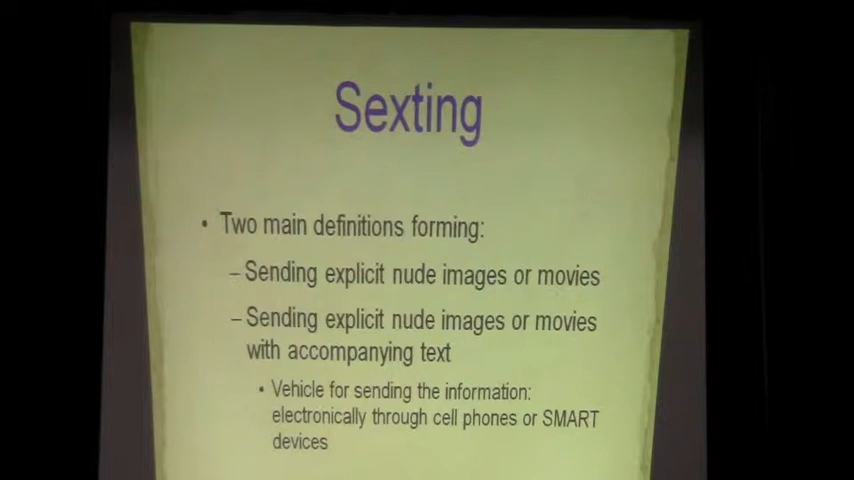 Sexting
• Two main definitions forming:
– Sending explicit nude images or movies
– Sending explicit nude images or movies
with accompanying text
• Vehicle for sending the information:
electronically through cell phones or SMART
devices